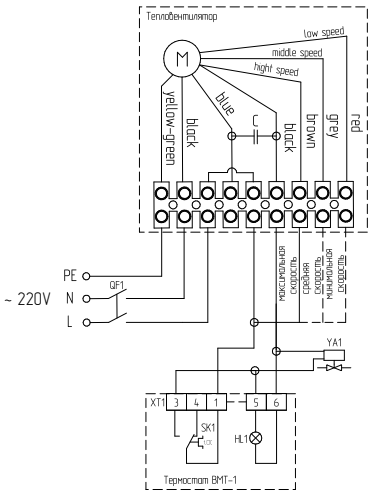 Тепловентилятор
low speed
middle speed
hight speed
M
yellow-green
black
blue
C
black
brown
grey
red
PE
QF1
N
~ 220V
L
максимальная
скорость
средняя
скорость
минимальная
скорость
YA1
XT1 3 4 1 5 6
SK1
HL1
Термостат ВМТ-1